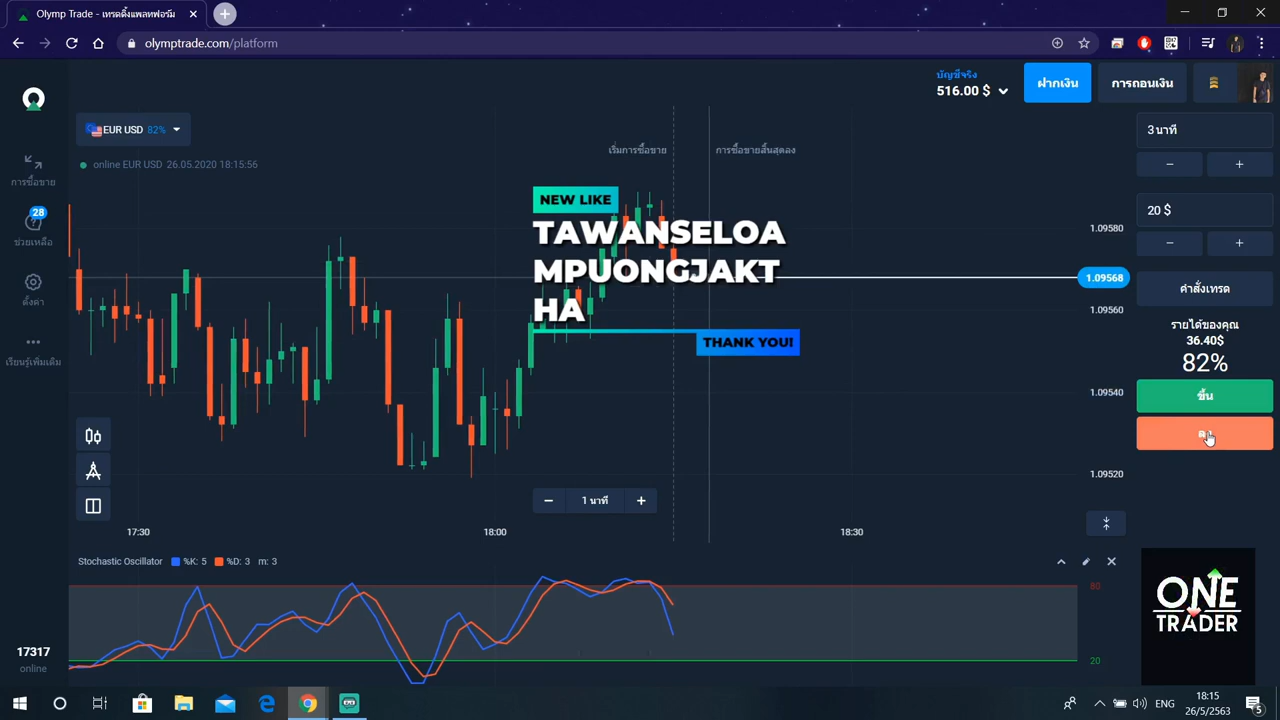 Olymp Trade - เทรดดิ้งแพลทฟอร์ม
olymptrade.com/platform
บัญชีจริง
516.00 $
ฝากเงิน
การถอนเงิน
EUR USD 82%
online EUR USD 26.05.2020 18:15:56
การซื้อขาย
28
ช่วยเหลือ
ตั้งค่า
เรียนรู้เพิ่มเติม
เริ่มการซื้อขาย
การซื้อขายสิ้นสุดลง
NEW LIKE
TAWANSELOA
MPUONGJAKT
HA
THANK YOU!
1.09580
1.09568
1.09560
1.09540
1.09520
3 นาที
20 $
คำสั่งเทรด
รายได้ของคุณ
36.40$
82%
ขึ้น
1 นาที
17:30
18:00
18:30
Stochastic Oscillator %K: 5 %D: 3 m: 3
80
20
ONE
TRADER
17317
online
ENG
18:15
26/5/2563
5